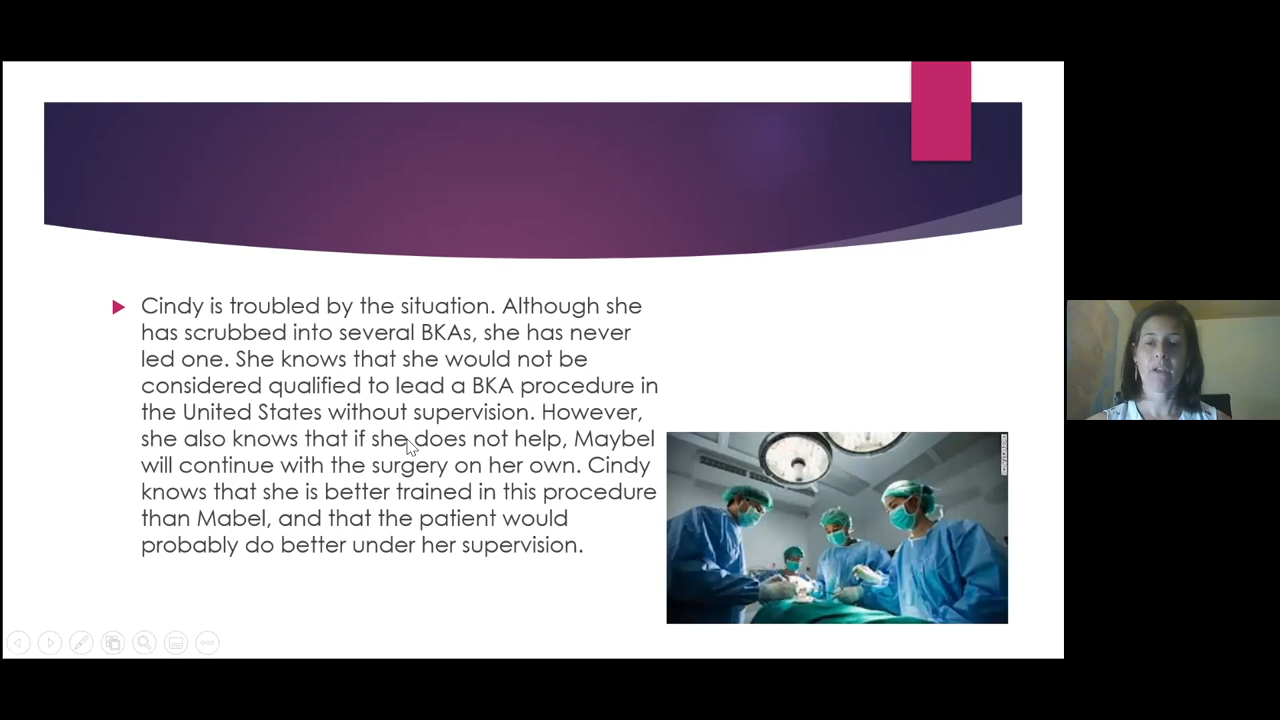 Cindy is troubled by the situation. Although she
has scrubbed into several BKAs, she has never
led one. She knows that she would not be
considered qualified to lead a BKA procedure in
the United States without supervision. However,
she also knows that if she does not help, Maybel
will continue with the surgery on her own. Cindy
knows that she is better trained in this procedure
than Mabel, and that the patient would
probably do better under her supervision.